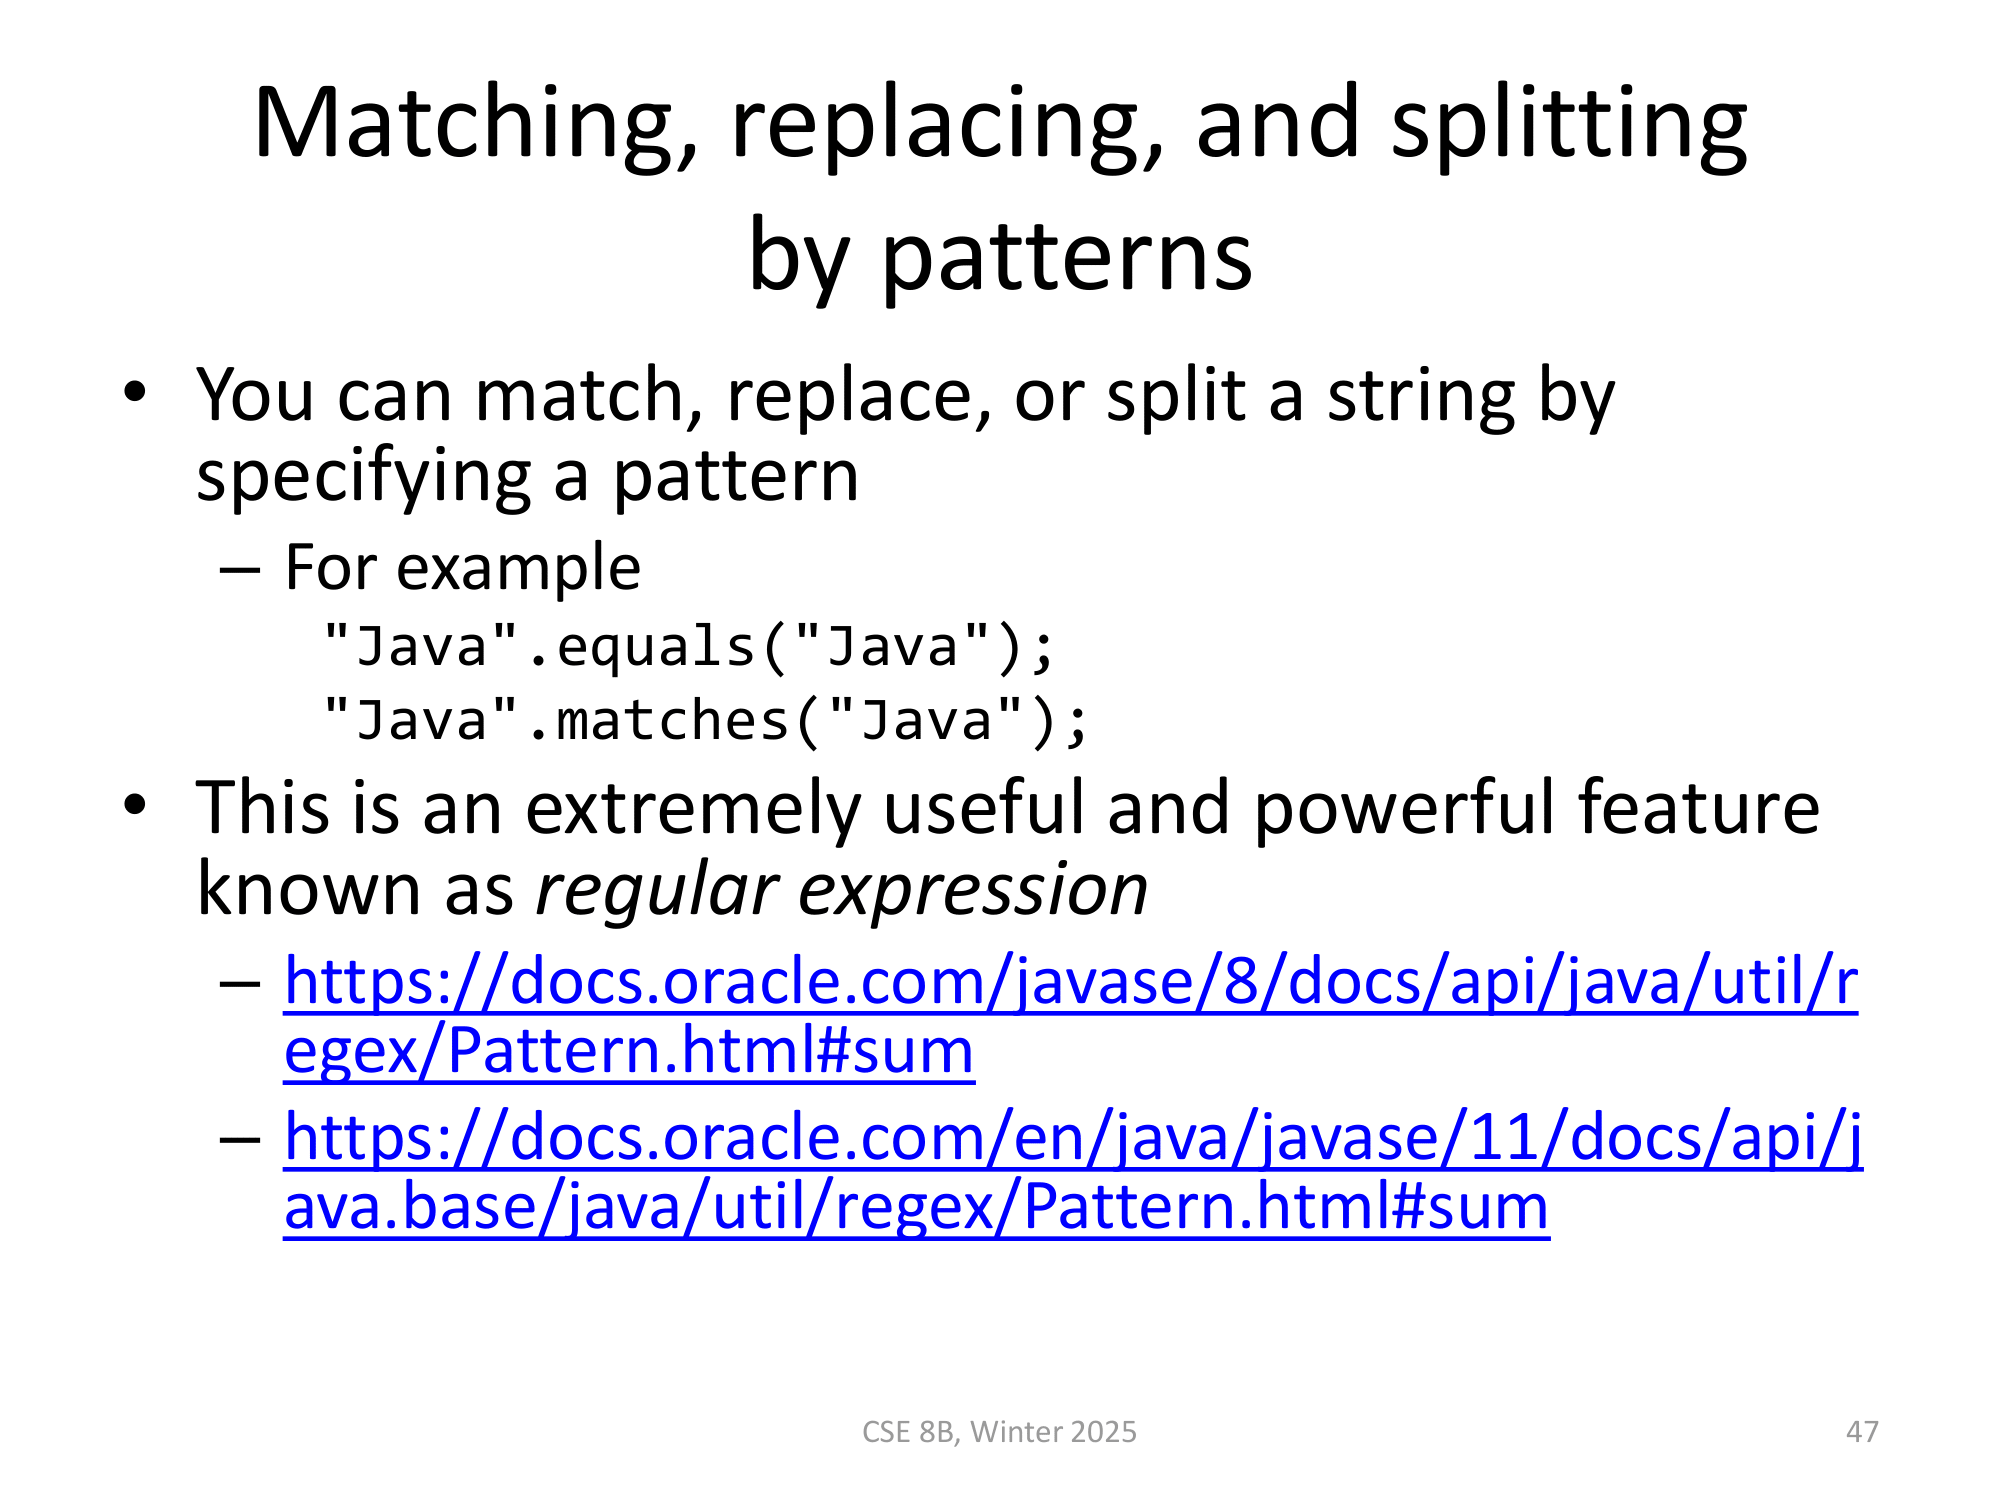 Matching, replacing, and splitting
by patterns
• You can match, replace, or split a string by
specifying a pattern
– For example
"Java".equals("Java");
"Java".matches("Java");
• This is an extremely useful and powerful feature
known as regular expression
– https://docs.oracle.com/javase/8/docs/api/java/util/r
egex/Pattern.html#sum
– https://docs.oracle.com/en/java/javase/11/docs/api/j
ava.base/java/util/regex/Pattern.html#sum
CSE 8B, Winter 2025
47